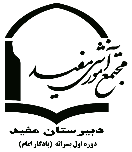 مجتمع آموزشی مفید
دبیرستان مفید
دوره اول پسرانه (یادگار امام)